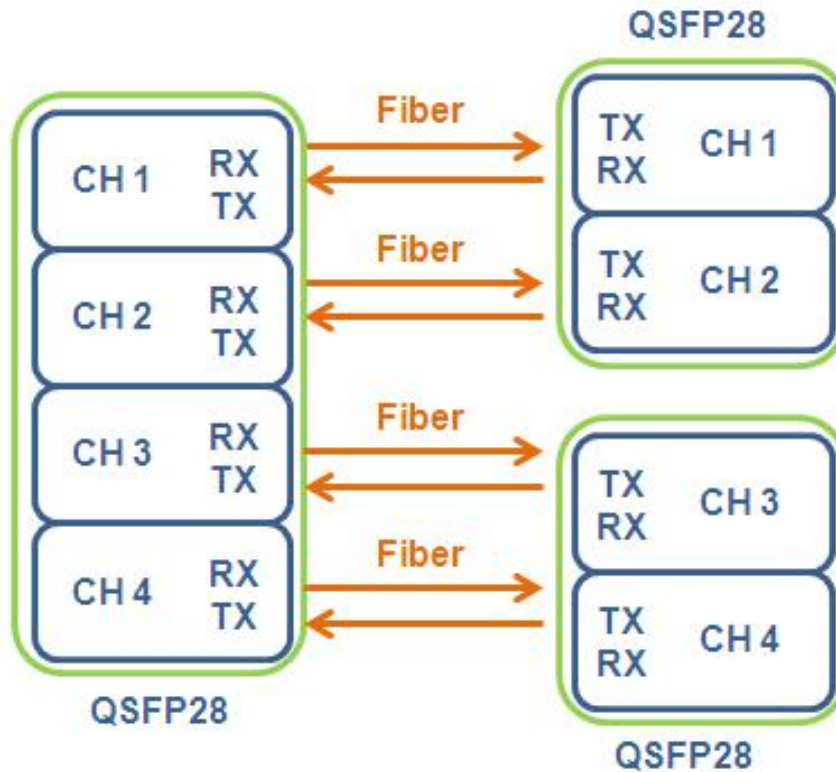 QSFP28
Fiber
CH 1 RX
TX
TX CH 1
RX
Fiber
CH 2 RX
TX
TX CH 2
RX
Fiber
CH 3 RX
TX
TX CH 3
RX
Fiber
CH 4 RX
TX
TX CH 4
RX
QSFP28
QSFP28